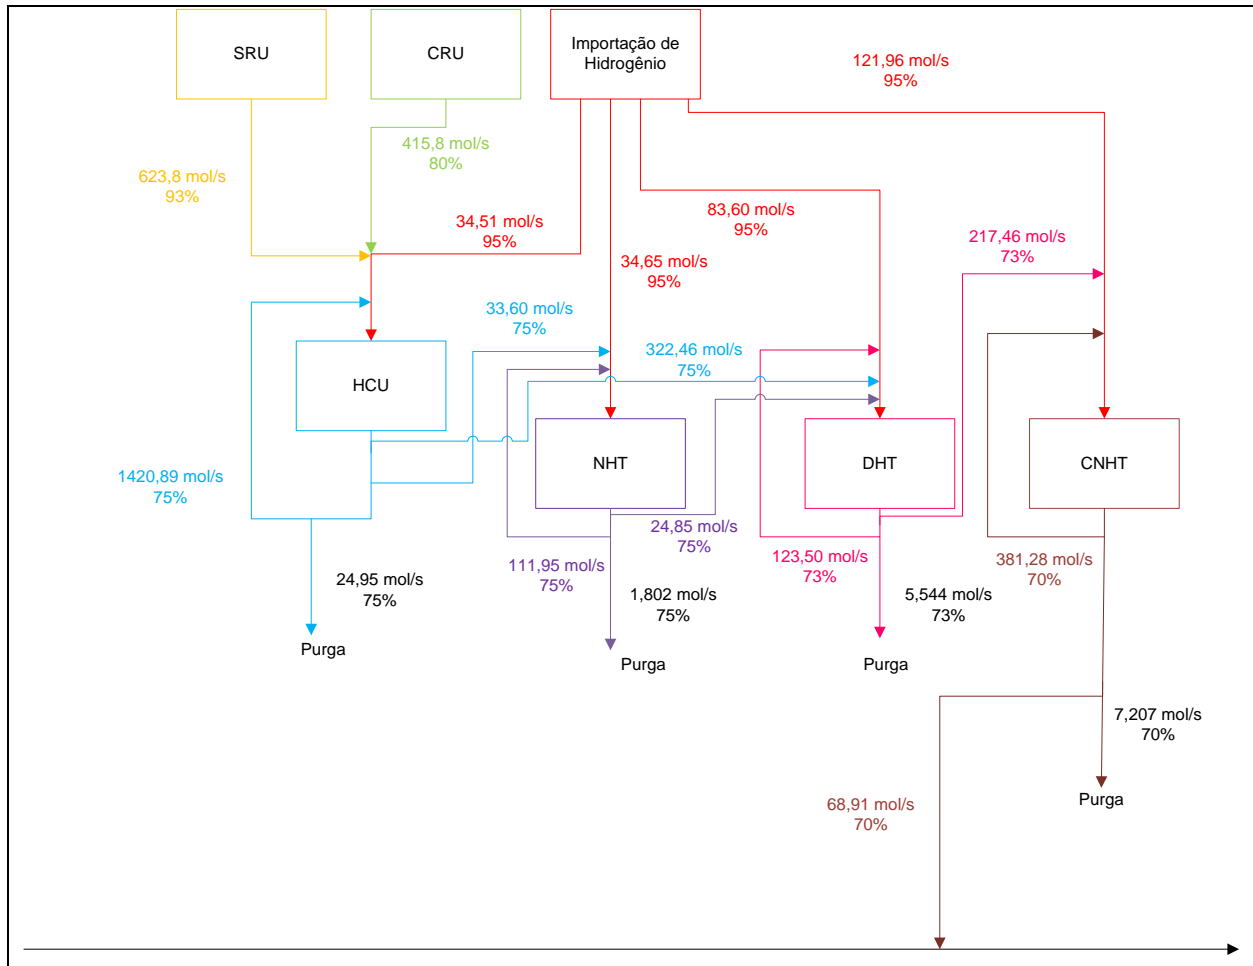 SRU
CRU
Importação de
Hidrogênio
121,96 mol/s
95%
415,8 mol/s
80%
623,8 mol/s
93%
34,51 mol/s
95%
83,60 mol/s
95%
217,46 mol/s
73%
34,65 mol/s
95%
33,60 mol/s
75%
322,46 mol/s
75%
HCU
NHT
DHT
CNHT
1420,89 mol/s
75%
24,85 mol/s
75%
111,95 mol/s
75%
123,50 mol/s
73%
381,28 mol/s
70%
24,95 mol/s
75%
1,802 mol/s
75%
5,544 mol/s
73%
Purga
Purga
Purga
7,207 mol/s
70%
Purga
68,91 mol/s
70%